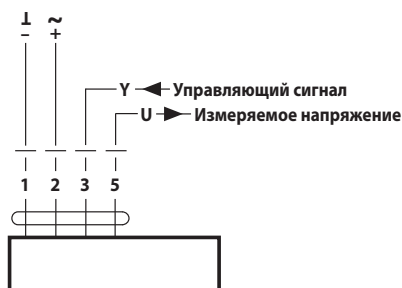 ⊥ ~
– +
Y Управляющий сигнал
U Измеряемое напряжение
1 2 3 5